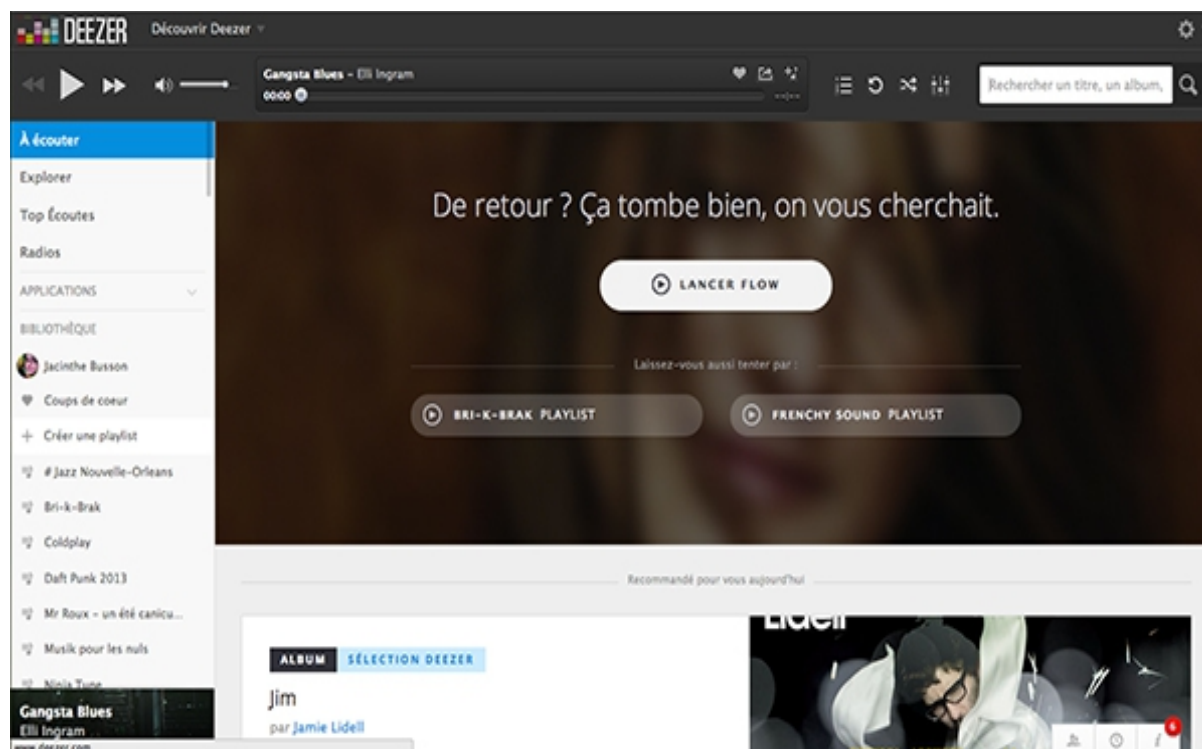 DEEZER
Découvrir Deezer
Gangsta Blues - Elli Ingram
00:00
--:--
Rechercher un titre, un album,
À écouter
Explorer
Top Écoutes
Radios
APPLICATIONS
BIBLIOTHÈQUE
Jacinthe Busson
Coups de coeur
Créer une playlist
# Jazz Nouvelle-Orleans
Bri-k-Brak
Coldplay
Daft Punk 2013
Mr Roux - un été canicu...
Musik pour les nuls
Ninja Tune
Gangsta Blues
Elli Ingram
www.deezer.com
De retour ? Ça tombe bien, on vous cherchait.
LANCER FLOW
Laissez-vous aussi tenter par :
BRI-K-BRAK PLAYLIST
FRENCHY SOUND PLAYLIST
Recommandé pour vous aujourd'hui
ALBUM SÉLECTION DEEZER
Jim
par Jamie Lidell
Lidell
6